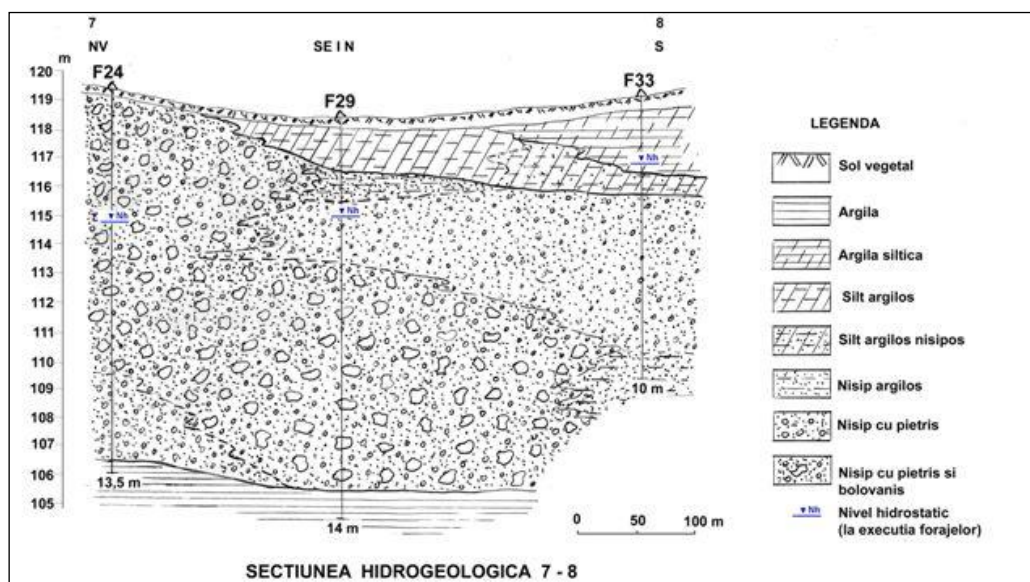 7
8
NV
SE I N
S
m
F24
F29
F33
120
119
118
117
116
115
114
113
112
111
110
109
108
107
106
105
Nh
Nh
Nh
13,5 m
14 m
10 m
0 50 100 m
LEGENDA
Sol vegetal
Argila
Argila siltica
Silt argilos
Silt argilos nisipos
Nisip argilos
Nisip cu pietris
Nisip cu pietris si
bolovanis
Nh
Nivel hidrostatic
(la executia forajelor)
SECTIUNEA HIDROGEOLOGICA 7 - 8